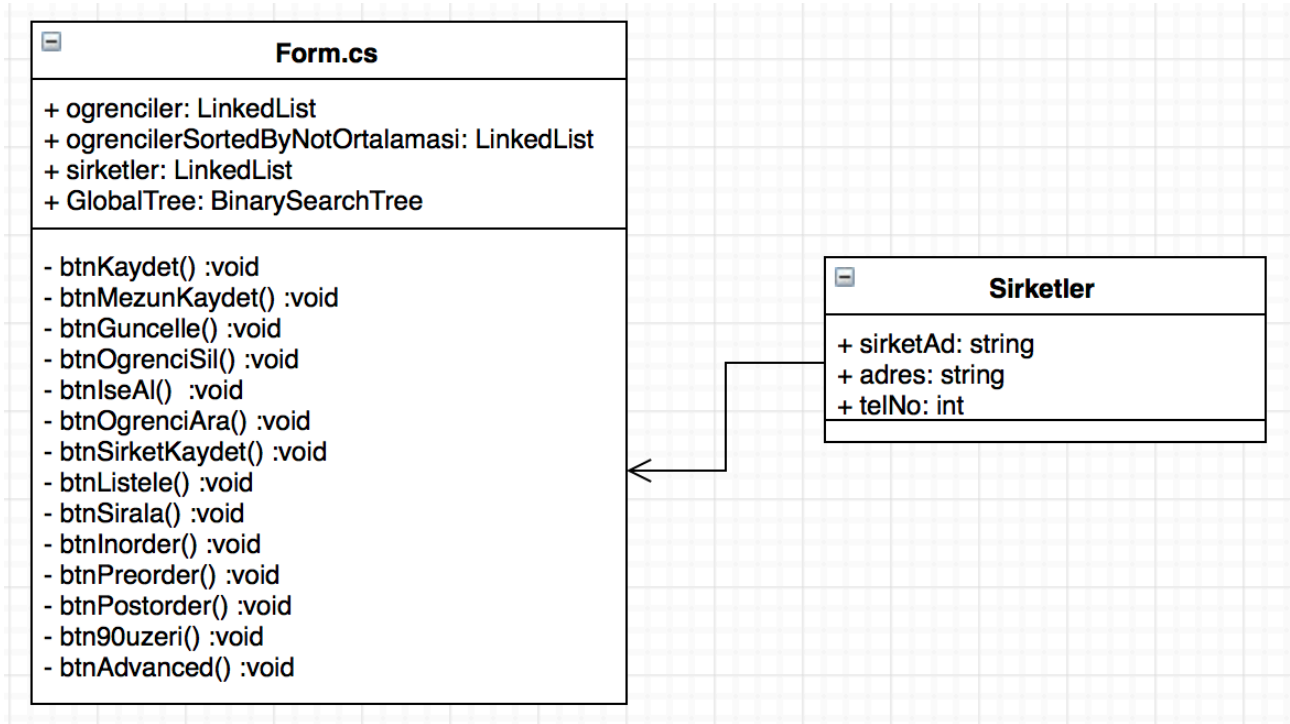 Form.cs
+ ogrenciler: LinkedList
+ ogrencilerSortedByNotOrtalamasi: LinkedList
+ sirketler: LinkedList
+ GlobalTree: BinarySearchTree
- btnKaydet() :void
- btnMezunKaydet() :void
- btnGuncelle() :void
- btnOgrenciSil() :void
- btnIseAl()  :void
- btnOgrenciAra() :void
- btnSirketKaydet() :void
- btnListele() :void
- btnSirala() :void
- btnInorder() :void
- btnPreorder() :void
- btnPostorder() :void
- btn90uzeri() :void
- btnAdvanced() :void
Sirketler
+ sirketAd: string
+ adres: string
+ telNo: int